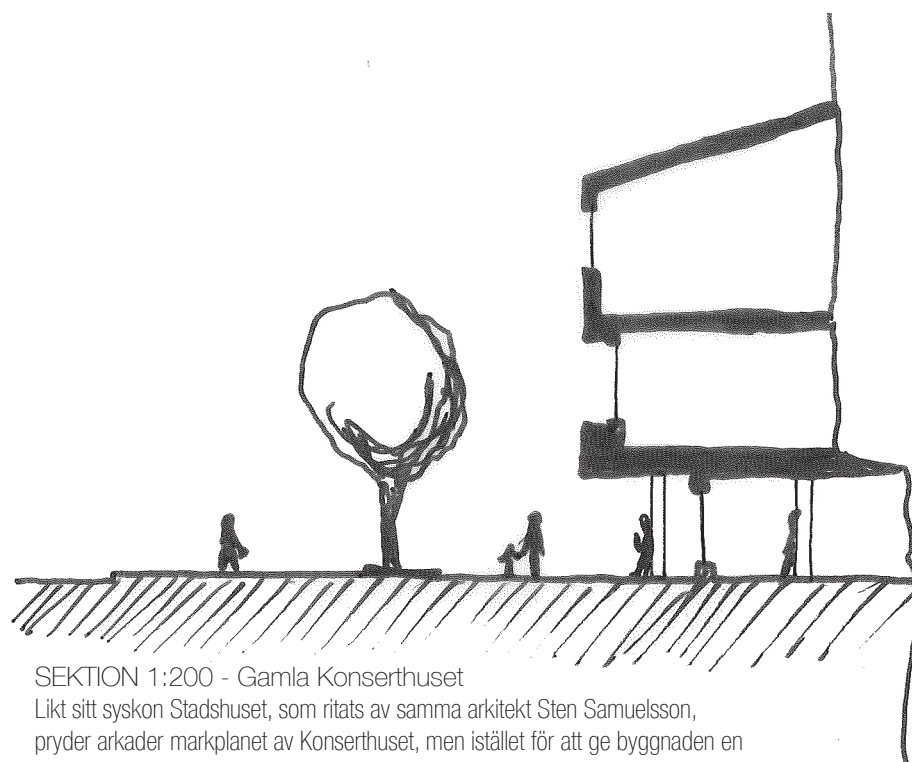 SEKTION 1:200 - Gamla Konserthuset
Likt sitt syskon Stadshuset, som ritats av samma arkitekt Sten Samuelsson,
pryder arkader markplanet av Konserthuset, men istället för att ge byggnaden en